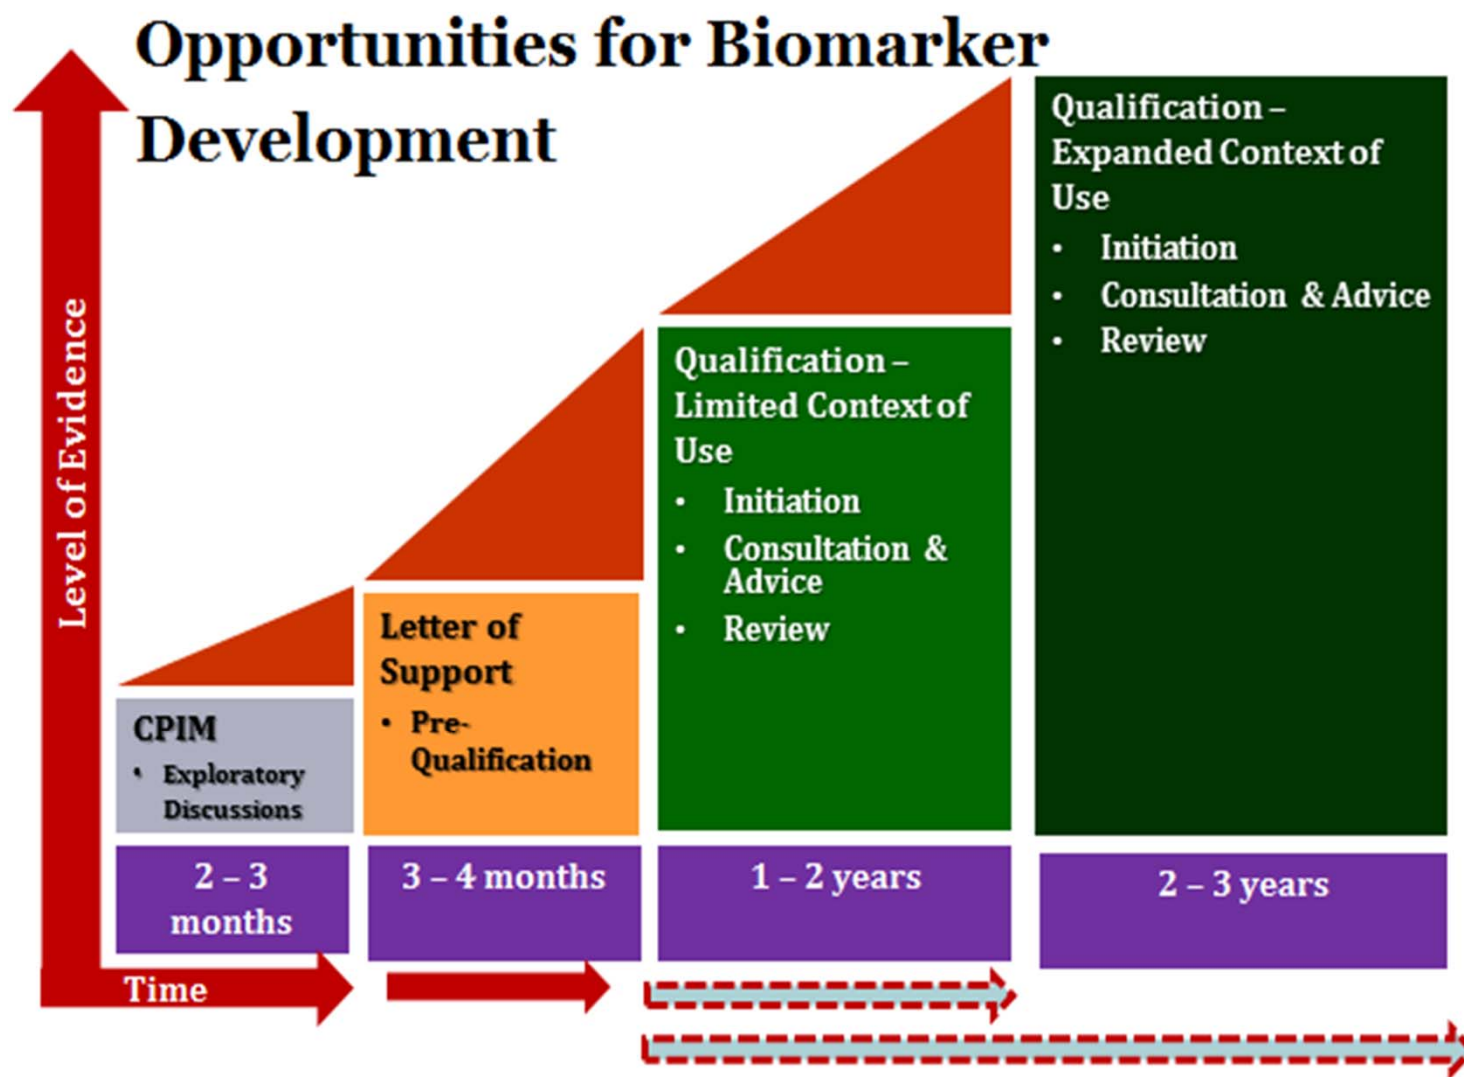 Opportunities for Biomarker
Development
Level of Evidence
CPIM
• Exploratory
Discussions
Letter of
Support
• Pre-
Qualification
Qualification –
Limited Context of
Use
• Initiation
• Consultation &
Advice
• Review
Qualification –
Expanded Context of
Use
• Initiation
• Consultation & Advice
• Review
2 – 3
months
3 – 4 months
1 – 2 years
2 – 3 years
Time